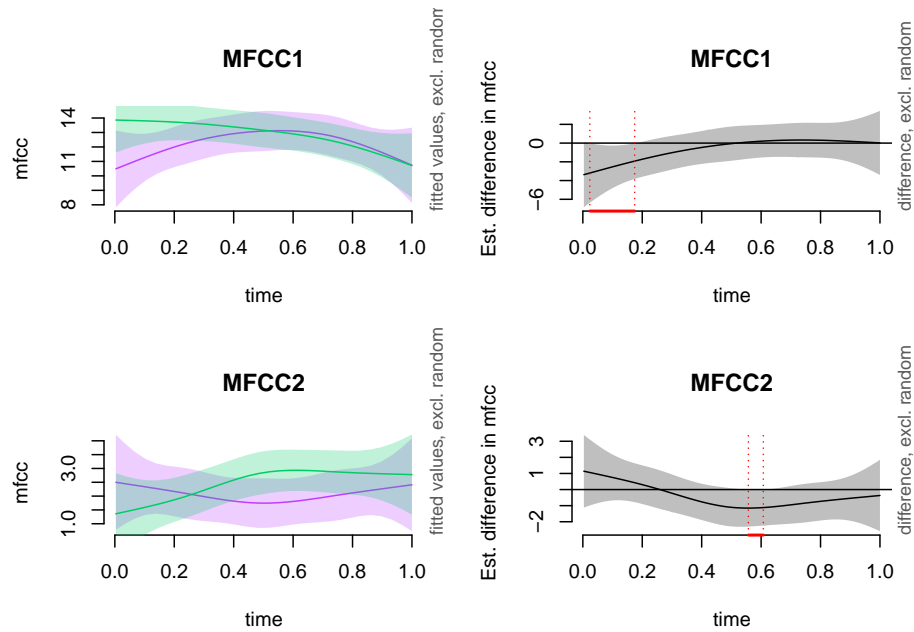 MFCC1
mfcc
8
11
14
0.0 0.2 0.4 0.6 0.8 1.0
time
fitted values, excl. random
MFCC1
Est. difference in mfcc
−6
0
0.0 0.2 0.4 0.6 0.8 1.0
time
difference, excl. random
MFCC2
mfcc
1.0
3.0
0.0 0.2 0.4 0.6 0.8 1.0
time
fitted values, excl. random
MFCC2
Est. difference in mfcc
−2
1
3
0.0 0.2 0.4 0.6 0.8 1.0
time
difference, excl. random